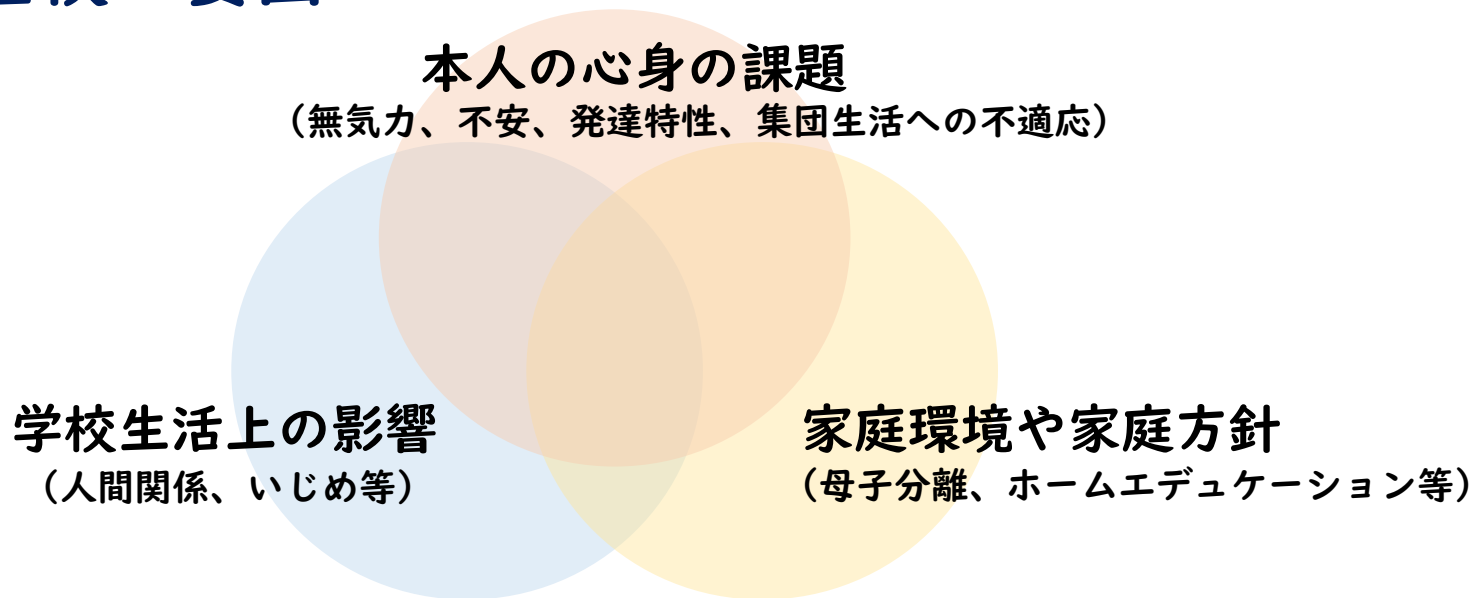 本人の心身の課題
（無気力、不安、発達特性、集団生活への不適応）
学校生活上の影響
（人間関係、いじめ等）
家庭環境や家庭方針
（母子分離、ホームエデュケーション等）